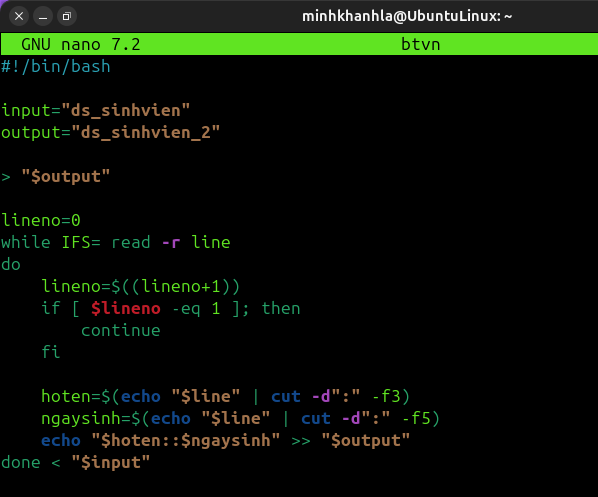 minhkhanhla@UbuntuLinux: ~
GNU nano 7.2 btvn
#!/bin/bash
input="ds_sinhvien"
output="ds_sinhvien_2"
> "$output"
lineno=0
while IFS= read -r line
do
    lineno=$((lineno+1))
    if [ $lineno -eq 1 ]; then
        continue
    fi
    hoten=$(echo "$line" | cut -d":" -f3)
    ngaysinh=$(echo "$line" | cut -d":" -f5)
    echo "$hoten::$ngaysinh" >> "$output"
done < "$input"